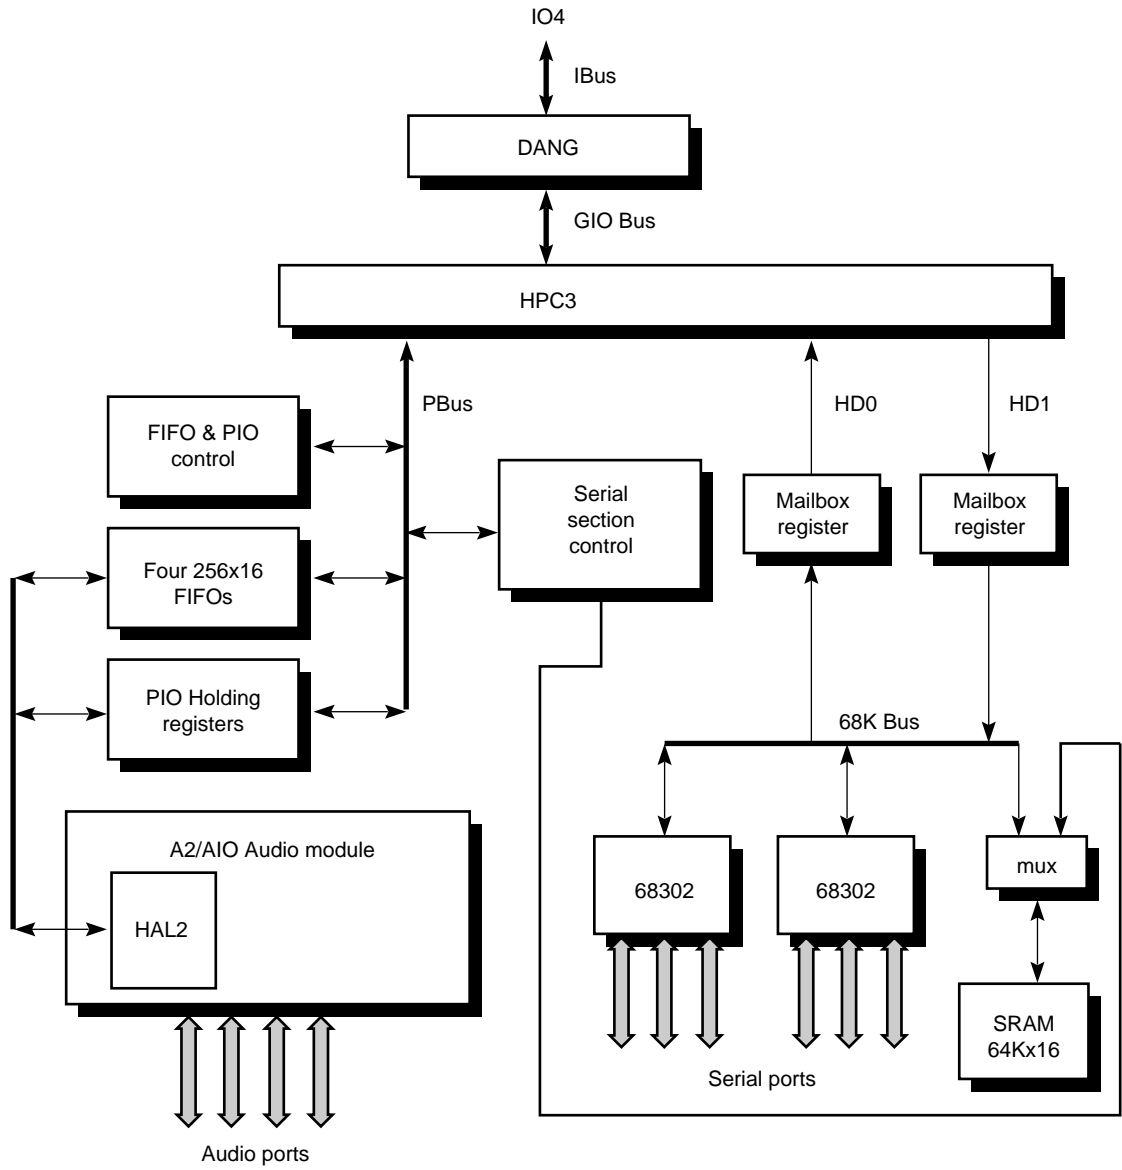 IO4
IBus
DANG
GIO Bus
HPC3
PBus
HD0
HD1
FIFO & PIO
control
Serial
section
control
Mailbox
register
Mailbox
register
Four 256x16
FIFOs
PIO Holding
registers
68K Bus
A2/AIO Audio module
HAL2
68302
68302
mux
SRAM
64Kx16
Serial ports
Audio ports